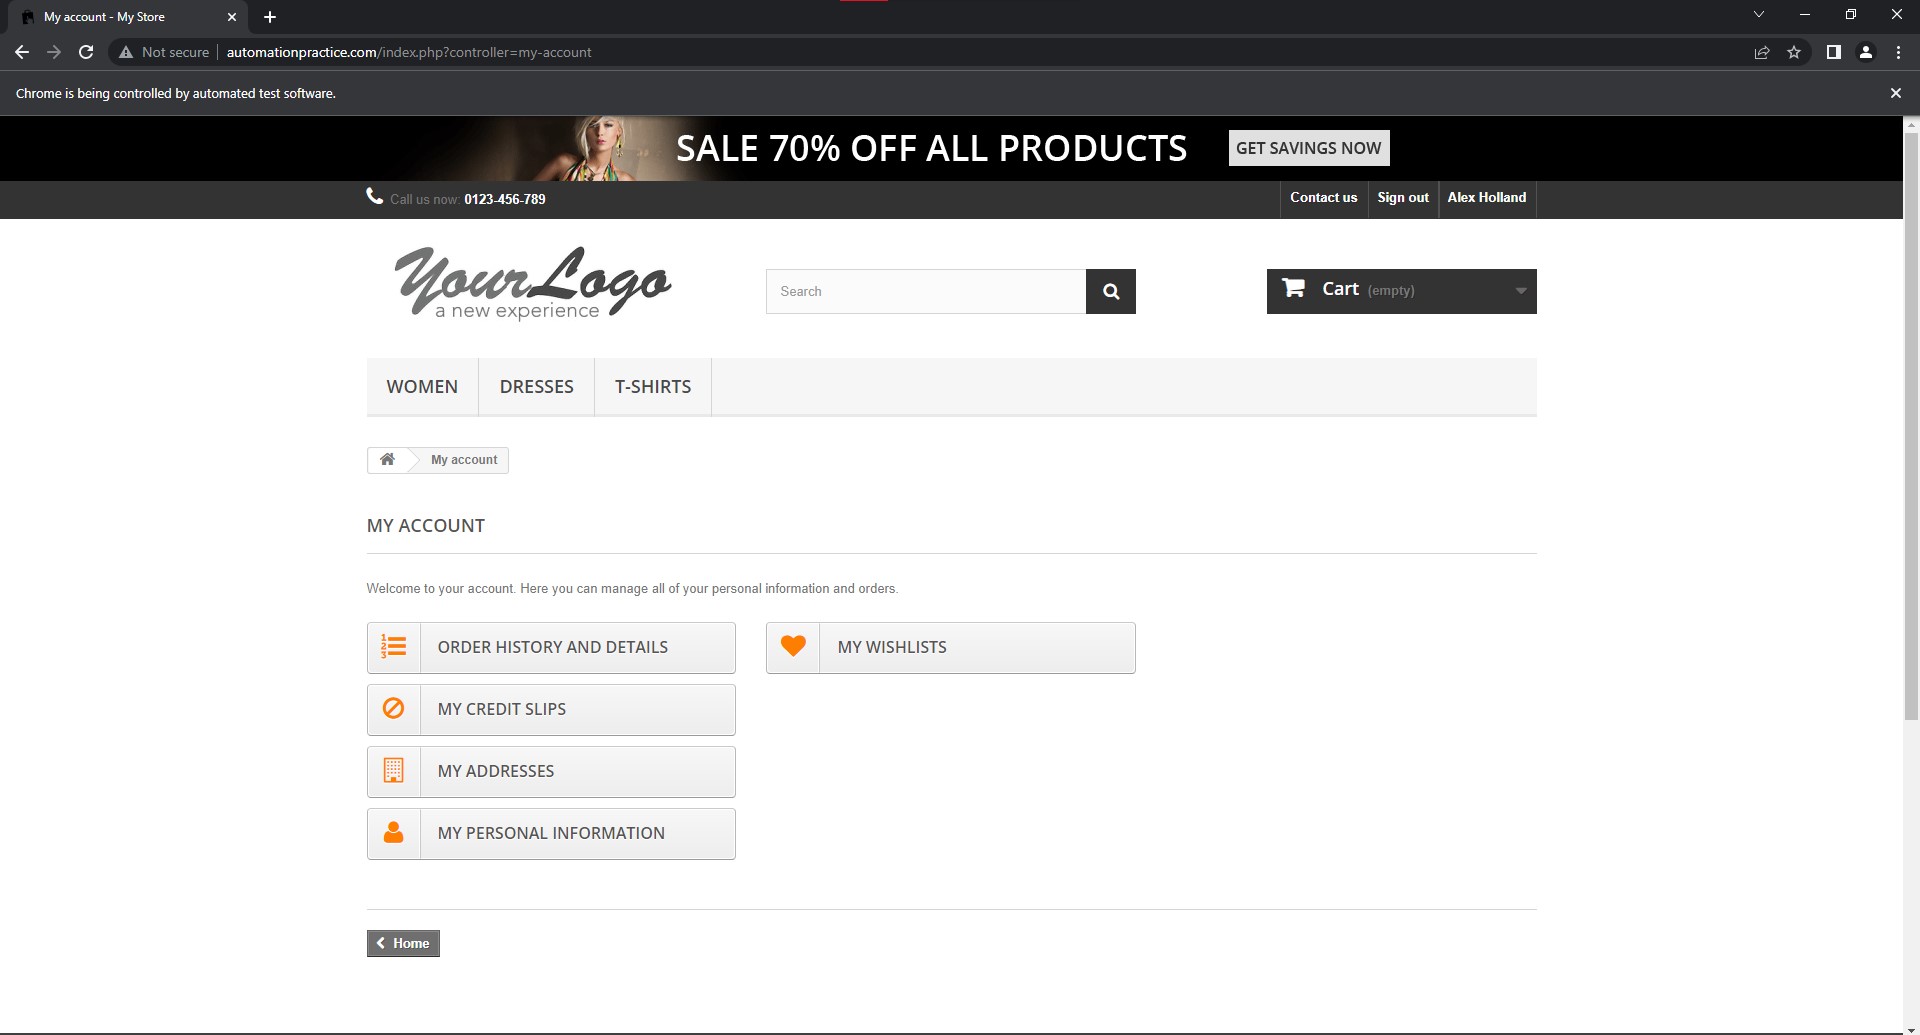 My account - My Store
Not secure
automationpractice.com/index.php?controller=my-account
Chrome is being controlled by automated test software.
SALE 70% OFF ALL PRODUCTS
GET SAVINGS NOW
Call us now: 0123-456-789
Contact us
Sign out
Alex Holland
YourLogo
a new experience
Search
Cart (empty)
WOMEN
DRESSES
T-SHIRTS
My account
MY ACCOUNT
Welcome to your account. Here you can manage all of your personal information and orders.
1
2
3
ORDER HISTORY AND DETAILS
MY WISHLISTS
MY CREDIT SLIPS
MY ADDRESSES
MY PERSONAL INFORMATION
Home